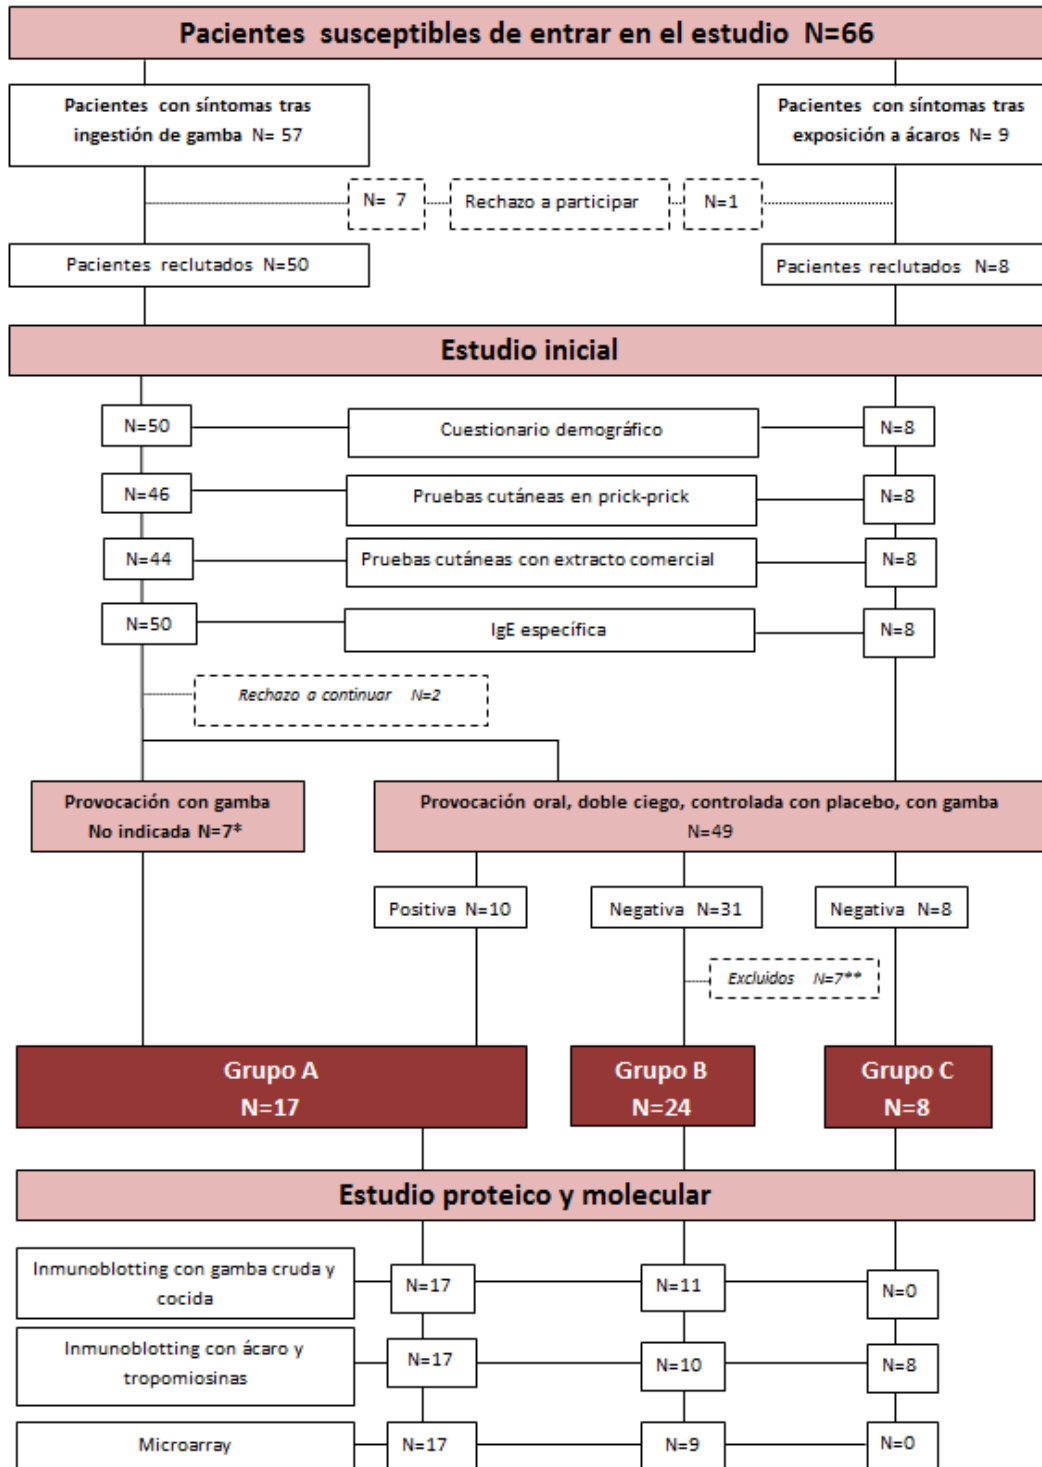 Pacientes susceptibles de entrar en el estudio N=66
Pacientes con síntomas tras
ingestión de gamba N= 57
Pacientes con síntomas tras
exposición a ácaros N= 9
N= 7
Rechazo a participar
N=1
Pacientes reclutados N=50
Pacientes reclutados N=8
Estudio inicial
N=50
Cuestionario demográfico
N=8
N=46
Pruebas cutáneas en prick-prick
N=8
N=44
Pruebas cutáneas con extracto comercial
N=8
N=50
IgE específica
N=8
Rechazo a continuar N=2
Provocación con gamba
No indicada N=7*
Provocación oral, doble ciego, controlada con placebo, con gamba
N=49
Positiva N=10
Negativa N=31
Negativa N=8
Excluidos N=7**
Grupo A
N=17
Grupo B
N=24
Grupo C
N=8
Estudio proteico y molecular
Inmunoblotting con gamba cruda y
cocida
N=17
N=11
N=0
Inmunoblotting con ácaro y
tropomiosinas
N=17
N=10
N=8
Microarray
N=17
N=9
N=0